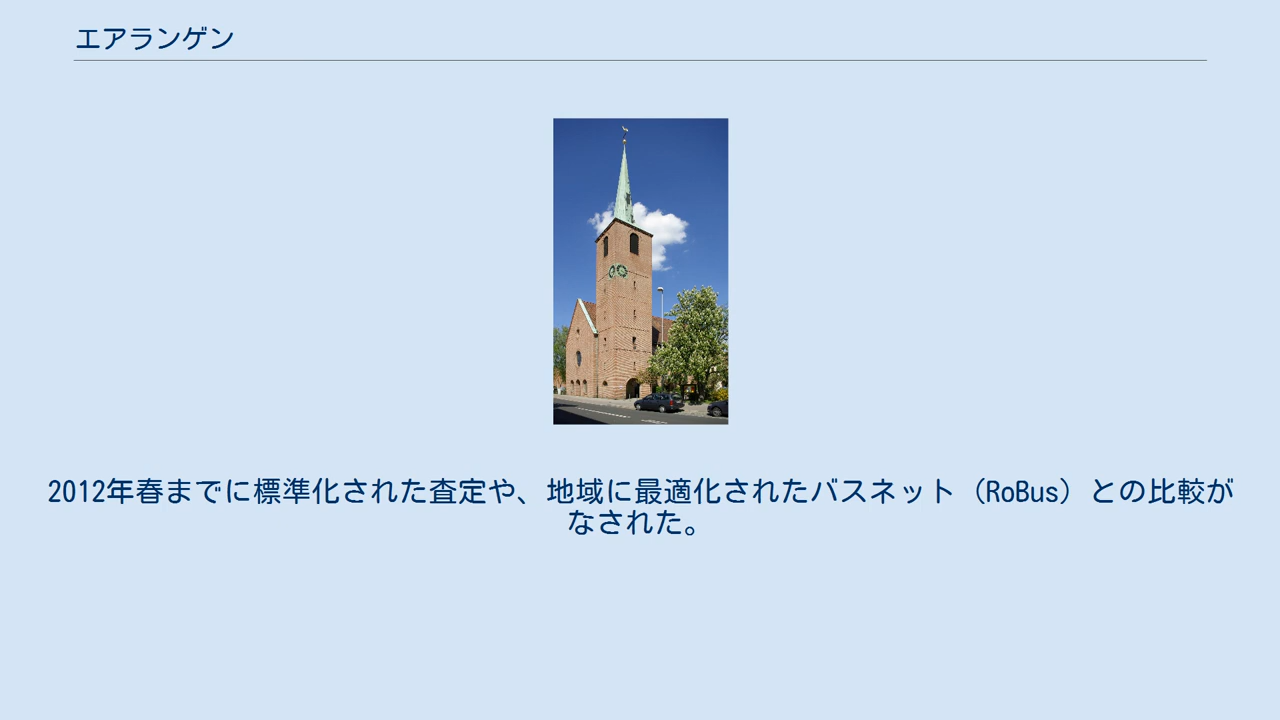 エアランゲン
2012年春までに標準化された査定や、地域に最適化されたバスネット（RoBus）との比較が
なされた。